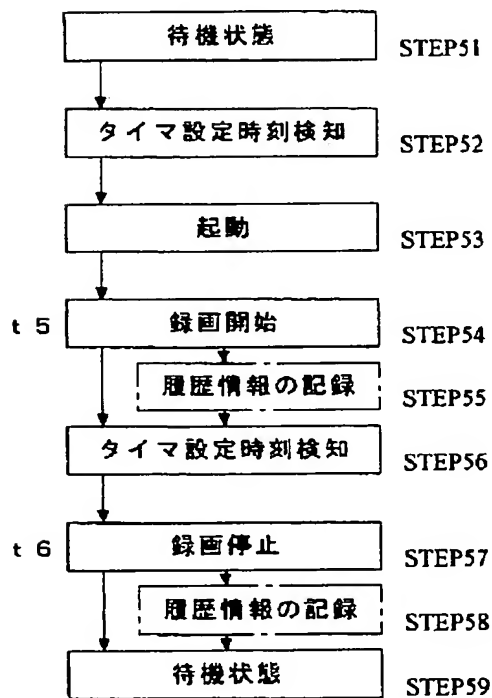 待機状態 STEP51
タイマ設定時刻検知 STEP52
起動 STEP53
t5 録画開始 STEP54
履歴情報の記録 STEP55
タイマ設定時刻検知 STEP56
t6 録画停止 STEP57
履歴情報の記録 STEP58
待機状態 STEP59